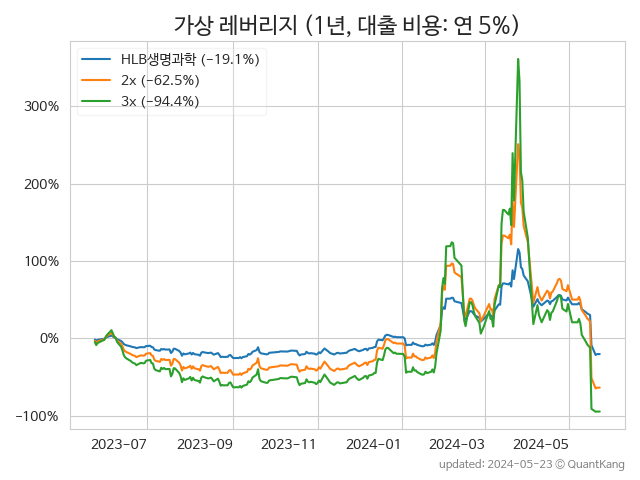 가상 레버리지 (1년, 대출 비용: 연 5%)
HLB생명과학 (−19.1%)
2x (−62.5%)
3x (−94.4%)
300%
200%
100%
0%
−100%
2023-07 2023-09 2023-11 2024-01 2024-03 2024-05
updated: 2024-05-23 © QuantKang